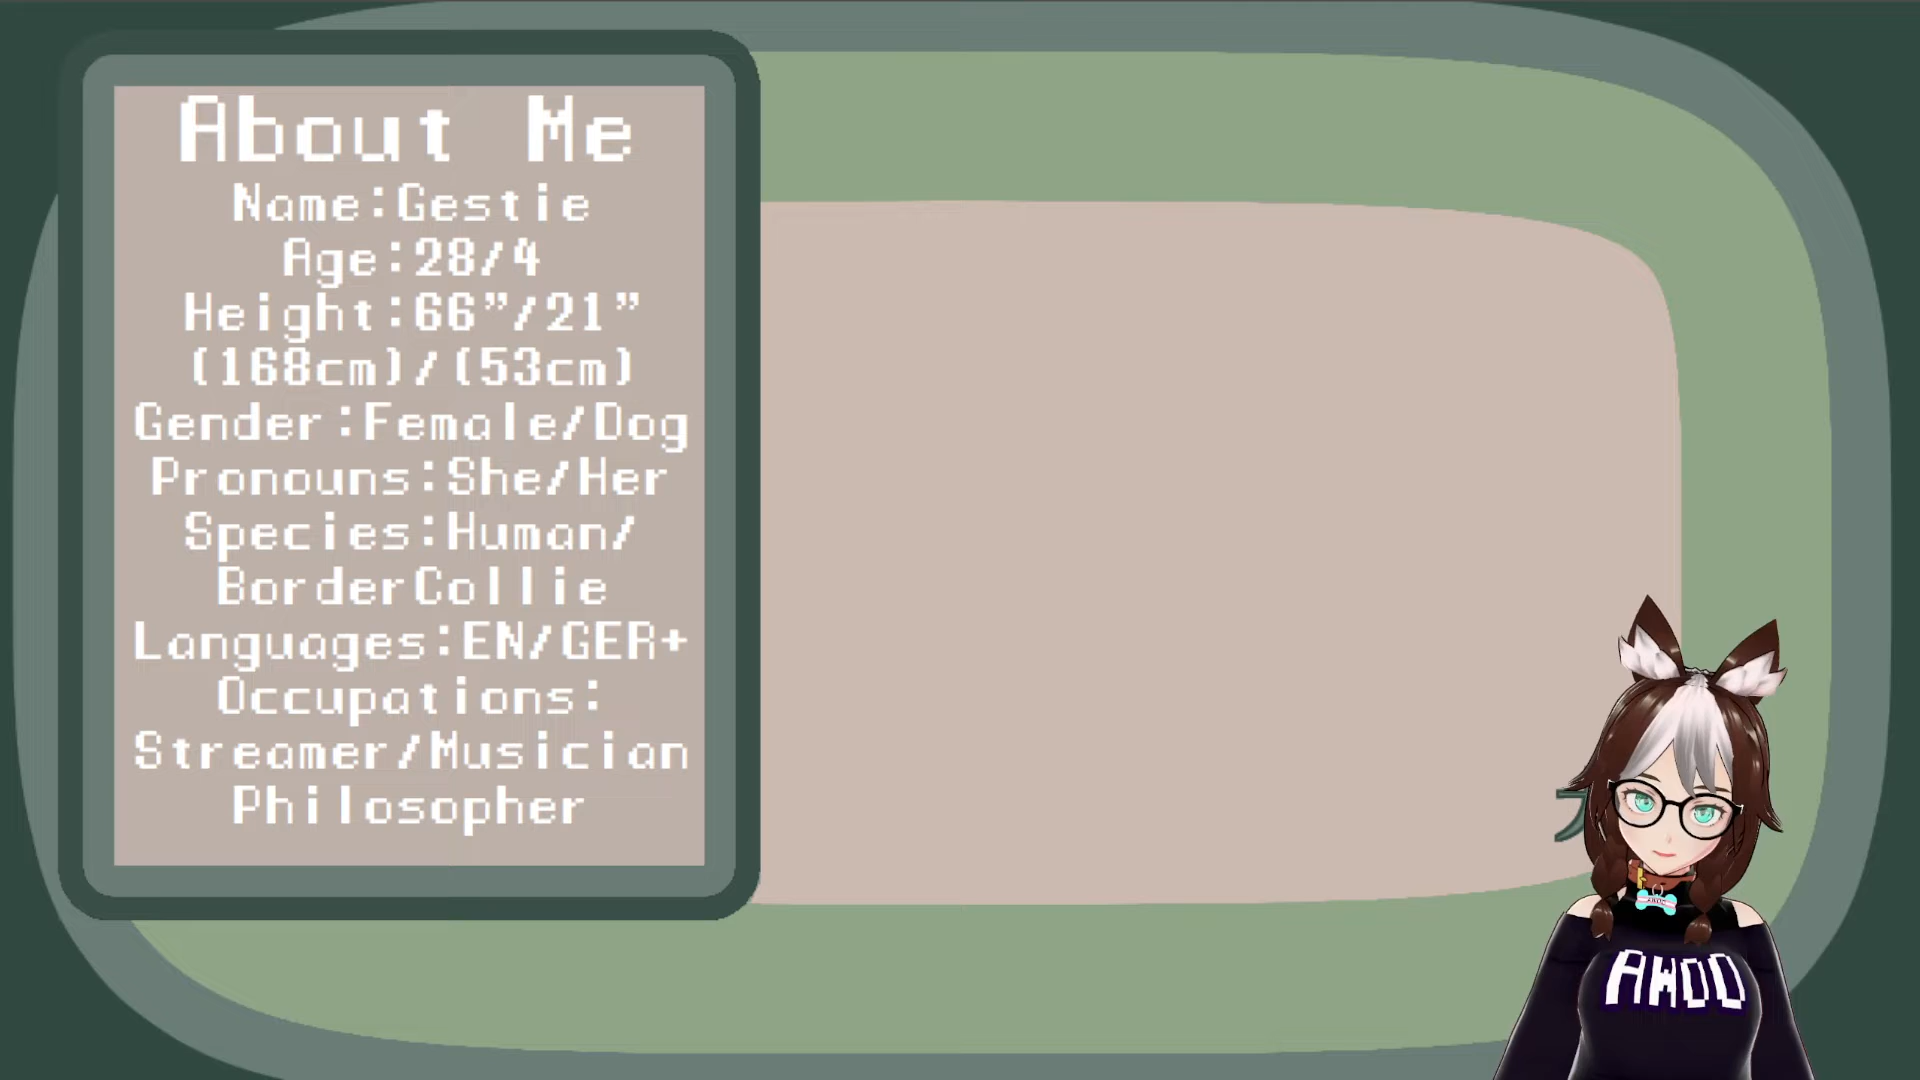 About Me
Name:Gestie
Age:28/4
Height:66”/21”
(168cm)/(53cm)
Gender:Female/Dog
Pronouns:She/Her
Species:Human/
BorderCollie
Languages:EN/GER+
Occupations:
Streamer/Musician
Philosopher
AWOO